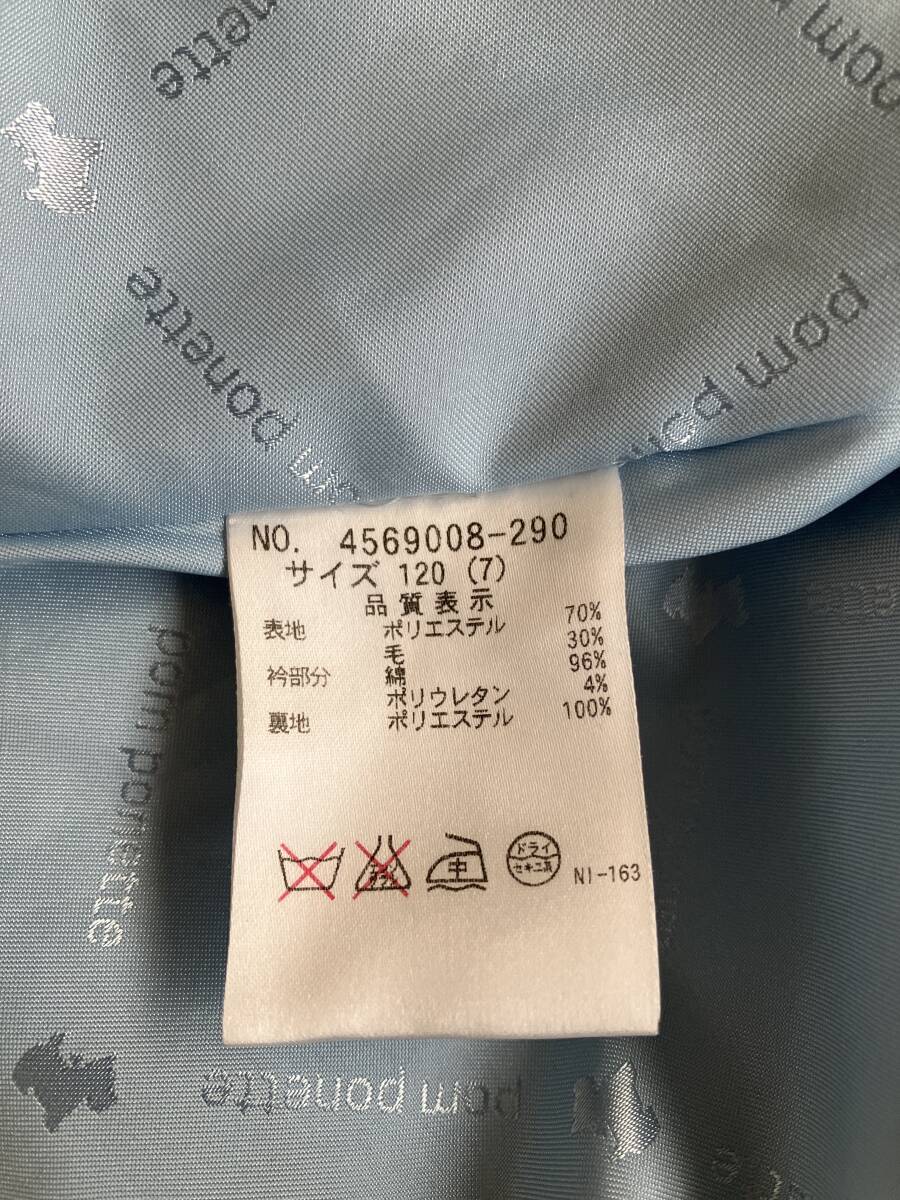 ponette
pom
pom ponette
pom pon
NO. 4569008-290
サイズ 120 (7)
品質表示
表地 ポリエステル 70%
毛 30%
衿部分 綿 96%
ポリウレタン 4%
裏地 ポリエステル 100%
中
ドライ
セキユ系
NI-163
pom ponette
pom ponette